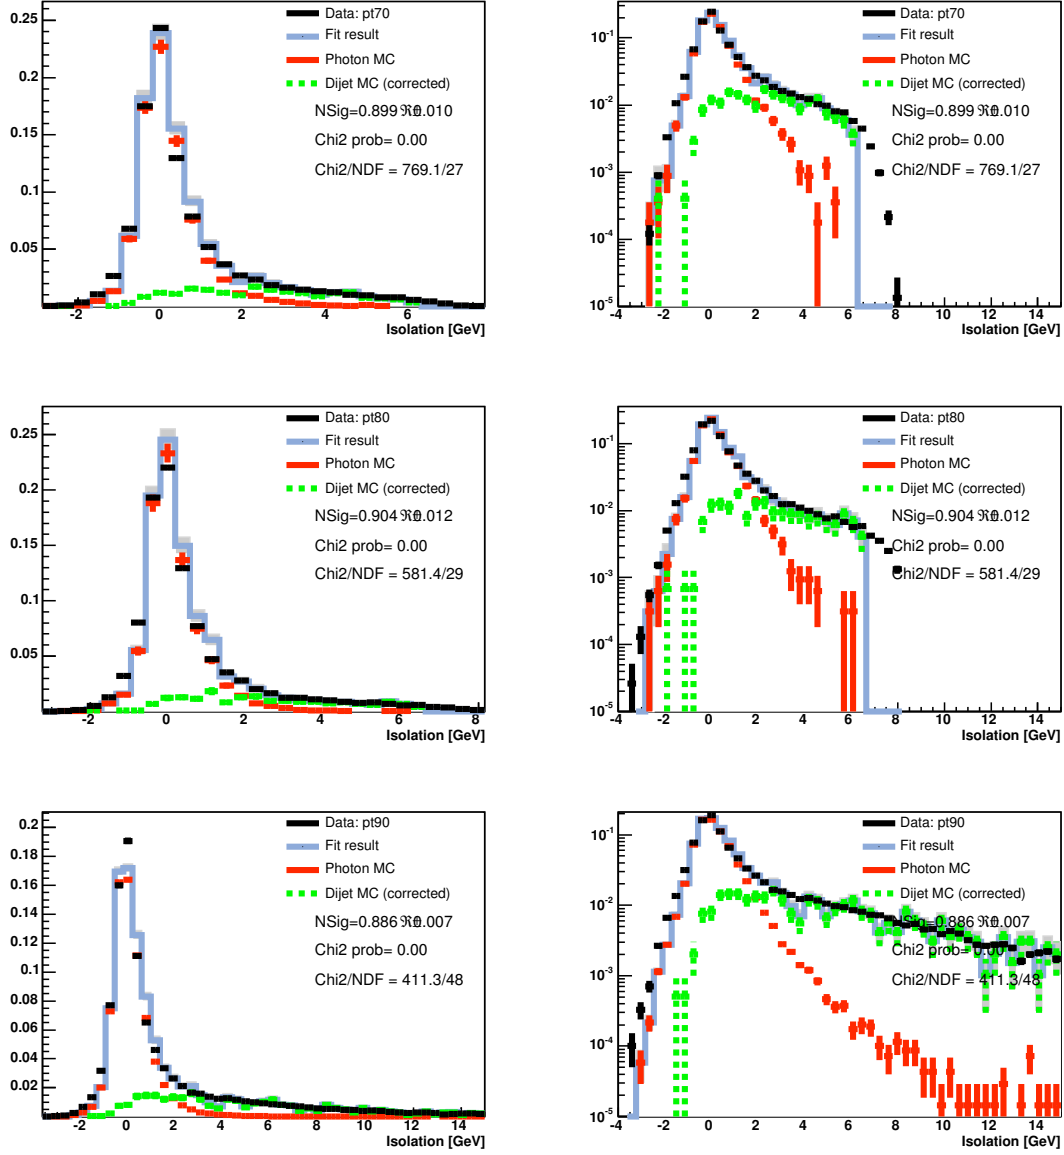 0.25
0.2
0.15
0.1
0.05
Data: pt70
Fit result
Photon MC
Dijet MC (corrected)
NSig=0.899 ℜ±0.010
Chi2 prob= 0.00
Chi2/NDF = 769.1/27
-2 0 2 4 6
Isolation [GeV]
10⁻¹
10⁻²
10⁻³
10⁻⁴
10⁻⁵
Data: pt70
Fit result
Photon MC
Dijet MC (corrected)
NSig=0.899 ℜ±0.010
Chi2 prob= 0.00
Chi2/NDF = 769.1/27
-4 -2 0 2 4 6 8 10 12 14
Isolation [GeV]
0.25
0.2
0.15
0.1
0.05
Data: pt80
Fit result
Photon MC
Dijet MC (corrected)
NSig=0.904 ℜ±0.012
Chi2 prob= 0.00
Chi2/NDF = 581.4/29
-2 0 2 4 6 8
Isolation [GeV]
10⁻¹
10⁻²
10⁻³
10⁻⁴
10⁻⁵
Data: pt80
Fit result
Photon MC
Dijet MC (corrected)
NSig=0.904 ℜ±0.012
Chi2 prob= 0.00
Chi2/NDF = 581.4/29
-4 -2 0 2 4 6 8 10 12 14
Isolation [GeV]
0.2
0.18
0.16
0.14
0.12
0.1
0.08
0.06
0.04
0.02
Data: pt90
Fit result
Photon MC
Dijet MC (corrected)
NSig=0.886 ℜ±0.007
Chi2 prob= 0.00
Chi2/NDF = 411.3/48
-2 0 2 4 6 8 10 12 14
Isolation [GeV]
10⁻¹
10⁻²
10⁻³
10⁻⁴
10⁻⁵
Data: pt90
Fit result
Photon MC
Dijet MC (corrected)
NSig=0.886 ℜ±0.007
Chi2 prob= 0.00
Chi2/NDF = 411.3/48
-4 -2 0 2 4 6 8 10 12 14
Isolation [GeV]